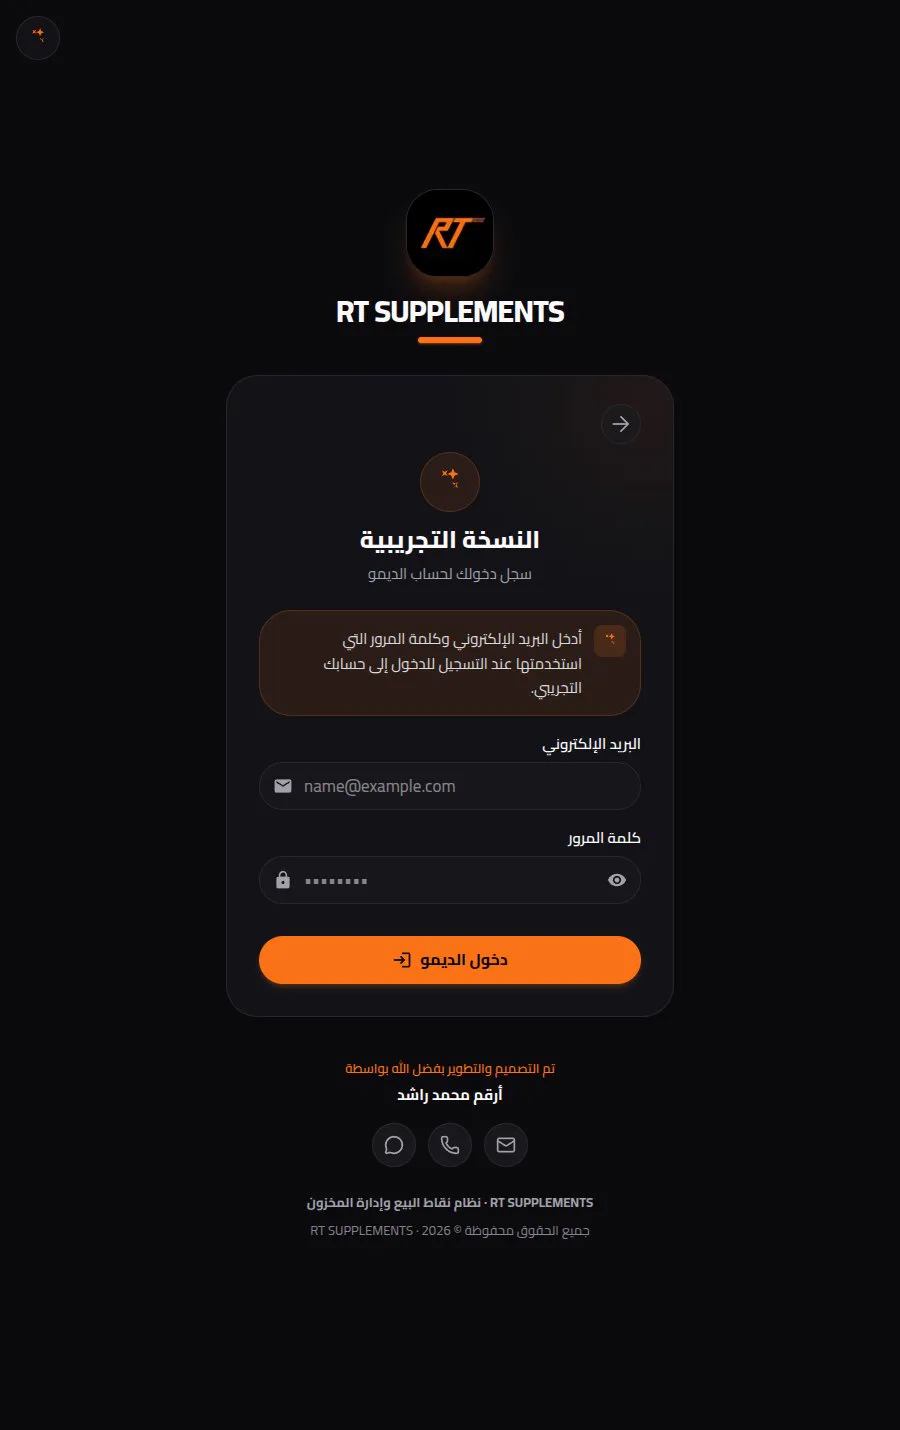 RT
RT SUPPLEMENTS
النسخة التجريبية
سجل دخولك لحساب الديمو
أدخل البريد الإلكتروني وكلمة المرور التي
استخدمتها عند التسجيل للدخول إلى حسابك
التجريبي.
البريد الإلكتروني
name@example.com
كلمة المرور
دخول الديمو
تم التصميم والتطوير بفضل الله بواسطة
أرقم محمد راشد
RT SUPPLEMENTS · نظام نقاط البيع وإدارة المخزون
جميع الحقوق محفوظة © 2026 · RT SUPPLEMENTS